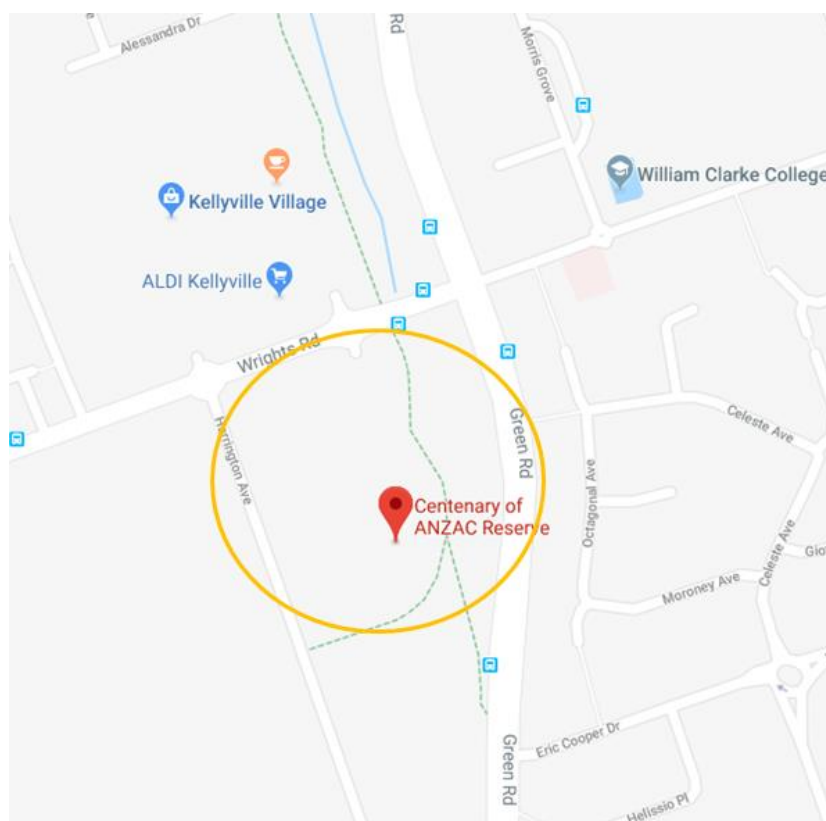 Rd
Alessandra Dr
Morris Grove
William Clarke College
Kellyville Village
ALDI Kellyville
Wrights Rd
Harrington Ave
Green Rd
Celeste Ave
Centenary of
ANZAC Reserve
Octagonal Ave
Celeste Ave
Gio
Moroney Ave
Eric Cooper Dr
Green Rd
Helissio Pl